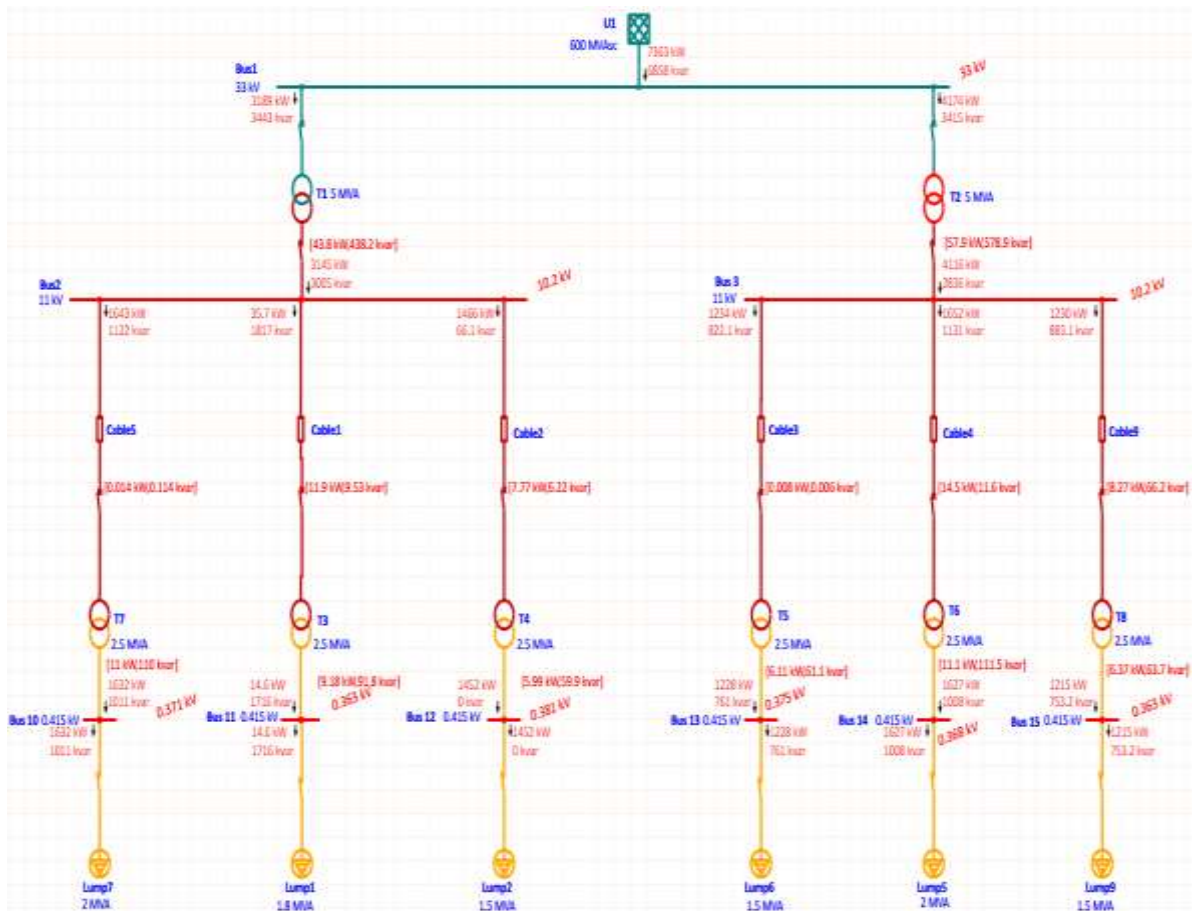 U1
600 MVAsc
7363 kW
6858 kvar
Bus1
33 kV
33 kV
3189 kW
3443 kvar
4174 kW
3415 kvar
T1 5 MVA
T2 5 MVA
[43.8 kW(438.2 kvar]
3145 kW
3005 kvar
[57.9 kW(578.9 kvar]
4116 kW
2836 kvar
Bus2
11 kV
10.2 kV
Bus 3
11 kV
10.2 kV
1643 kW
1122 kvar
35.7 kW
1817 kvar
1466 kW
66.1 kvar
1234 kW
822.1 kvar
1652 kW
1131 kvar
1230 kW
883.1 kvar
Cable5
Cable1
Cable2
Cable3
Cable4
Cable9
[0.014 kW(0.114 kvar]
[11.9 kW(9.53 kvar]
[7.77 kW(6.22 kvar]
[0.008 kW(0.006 kvar]
[14.5 kW(11.6 kvar]
[8.27 kW(66.2 kvar]
T7
2.5 MVA
T3
2.5 MVA
T4
2.5 MVA
T5
2.5 MVA
T6
2.5 MVA
T8
2.5 MVA
[11 kW,110 kvar]
1632 kW
1011 kvar
0.371 kV
[9.18 kW(91.8 kvar]
14.6 kW
1716 kvar
0.363 kV
[5.99 kW(59.9 kvar]
1452 kW
0 kvar
0.381 kV
[6.11 kW(61.1 kvar]
1228 kW
761 kvar
0.375 kV
[11.1 kW(111.5 kvar]
1627 kW
1008 kvar
0.368 kV
[6.37 kW(63.7 kvar]
1215 kW
753.2 kvar
0.363 kV
Bus 10 0.415 kV
Bus 11 0.415 kV
Bus 12 0.415 kV
Bus 13 0.415 kV
Bus 14 0.415 kV
Bus 15 0.415 kV
1632 kW
1011 kvar
14.6 kW
1716 kvar
1452 kW
0 kvar
1228 kW
761 kvar
1627 kW
1008 kvar
1215 kW
753.2 kvar
Lump7
2 MVA
Lump1
1.8 MVA
Lump2
1.5 MVA
Lump6
1.5 MVA
Lump5
2 MVA
Lump9
1.5 MVA